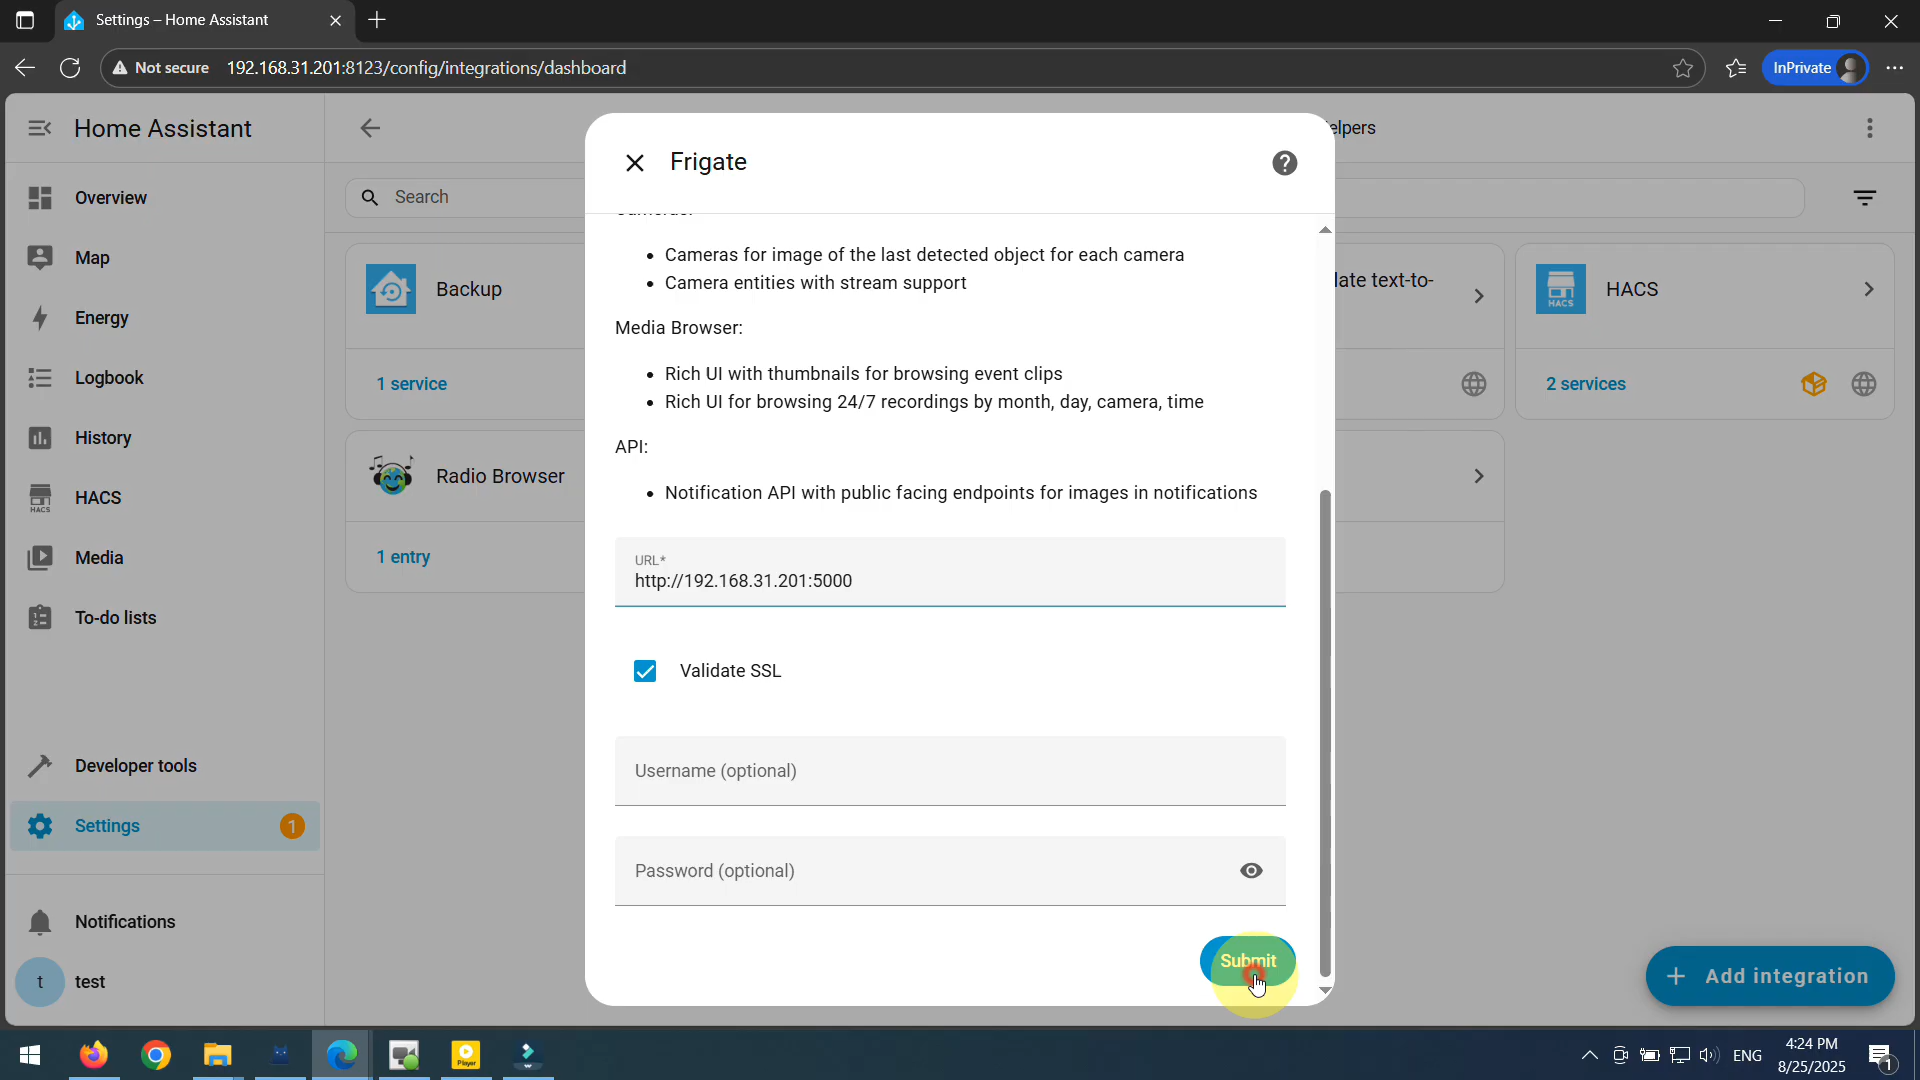 Settings – Home Assistant
Not secure
192.168.31.201:8123/config/integrations/dashboard
InPrivate
Home Assistant
Overview
Map
Energy
Logbook
History
HACS
HACS
Media
To-do lists
Developer tools
Settings
1
Notifications
t
test
Search
Backup
1 service
Radio Browser
1 entry
elpers
late text-to-
HACS
HACS
2 services
Add integration
Frigate
Cameras for image of the last detected object for each camera
Camera entities with stream support
Media Browser:
Rich UI with thumbnails for browsing event clips
Rich UI for browsing 24/7 recordings by month, day, camera, time
API:
Notification API with public facing endpoints for images in notifications
URL*
http://192.168.31.201:5000
Validate SSL
Username (optional)
Password (optional)
Submit
Player
ENG
4:24 PM
8/25/2025
1